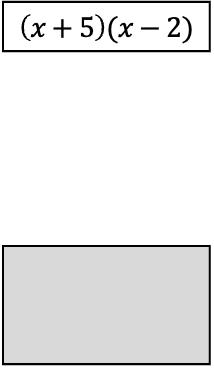 (x + 5)(x − 2)